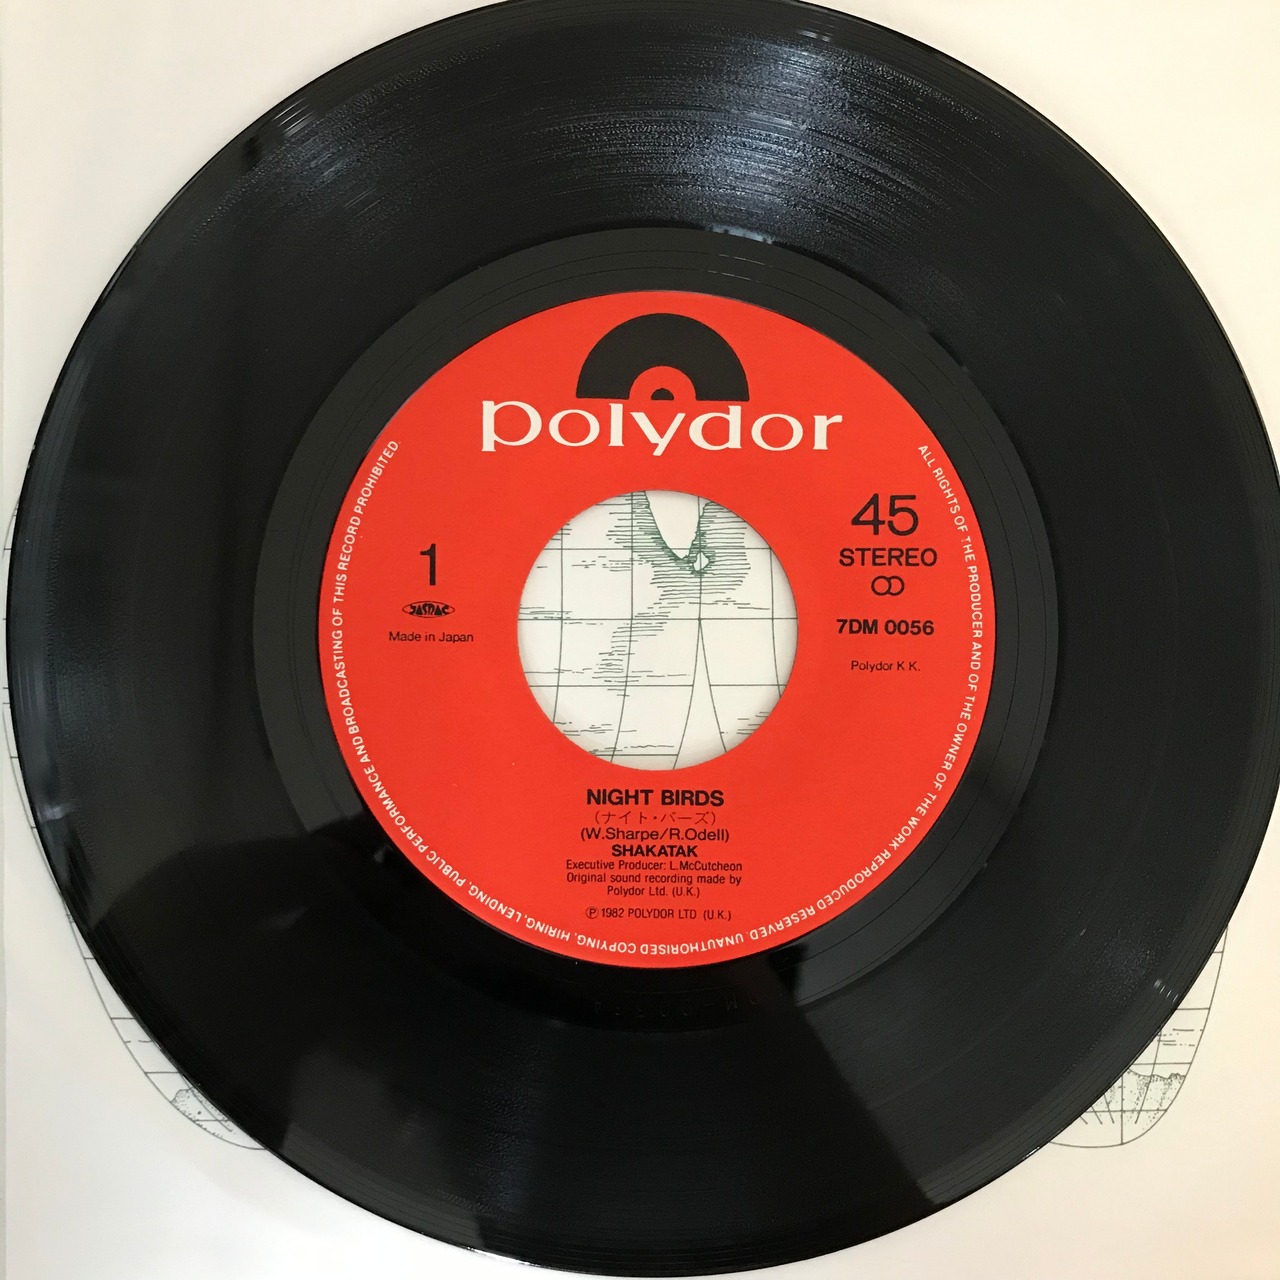 polydor
1
JASRAC
Made in Japan
45
STEREO
7DM 0056
Polydor K.K.
NIGHT BIRDS
(ナイト・バーズ)
(W.Sharpe/R.Odell)
SHAKATAK
Executive Producer: L.McCutcheon
Original sound recording made by
Polydor Ltd. (U.K.)
℗ 1982 POLYDOR LTD (U.K.)
ALL RIGHTS OF THE PRODUCER AND OF THE OWNER OF THE WORK REPRODUCED RESERVED. UNAUTHORISED COPYING, HIRING, LENDING, PUBLIC PERFORMANCE AND BROADCASTING OF THIS RECORD PROHIBITED.